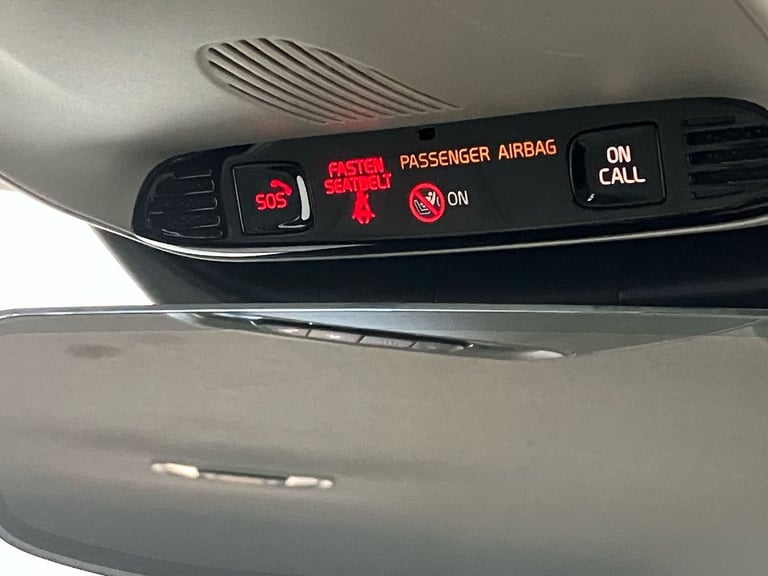 SOS
FASTEN
SEATBELT
PASSENGER AIRBAG
ON
ON
CALL